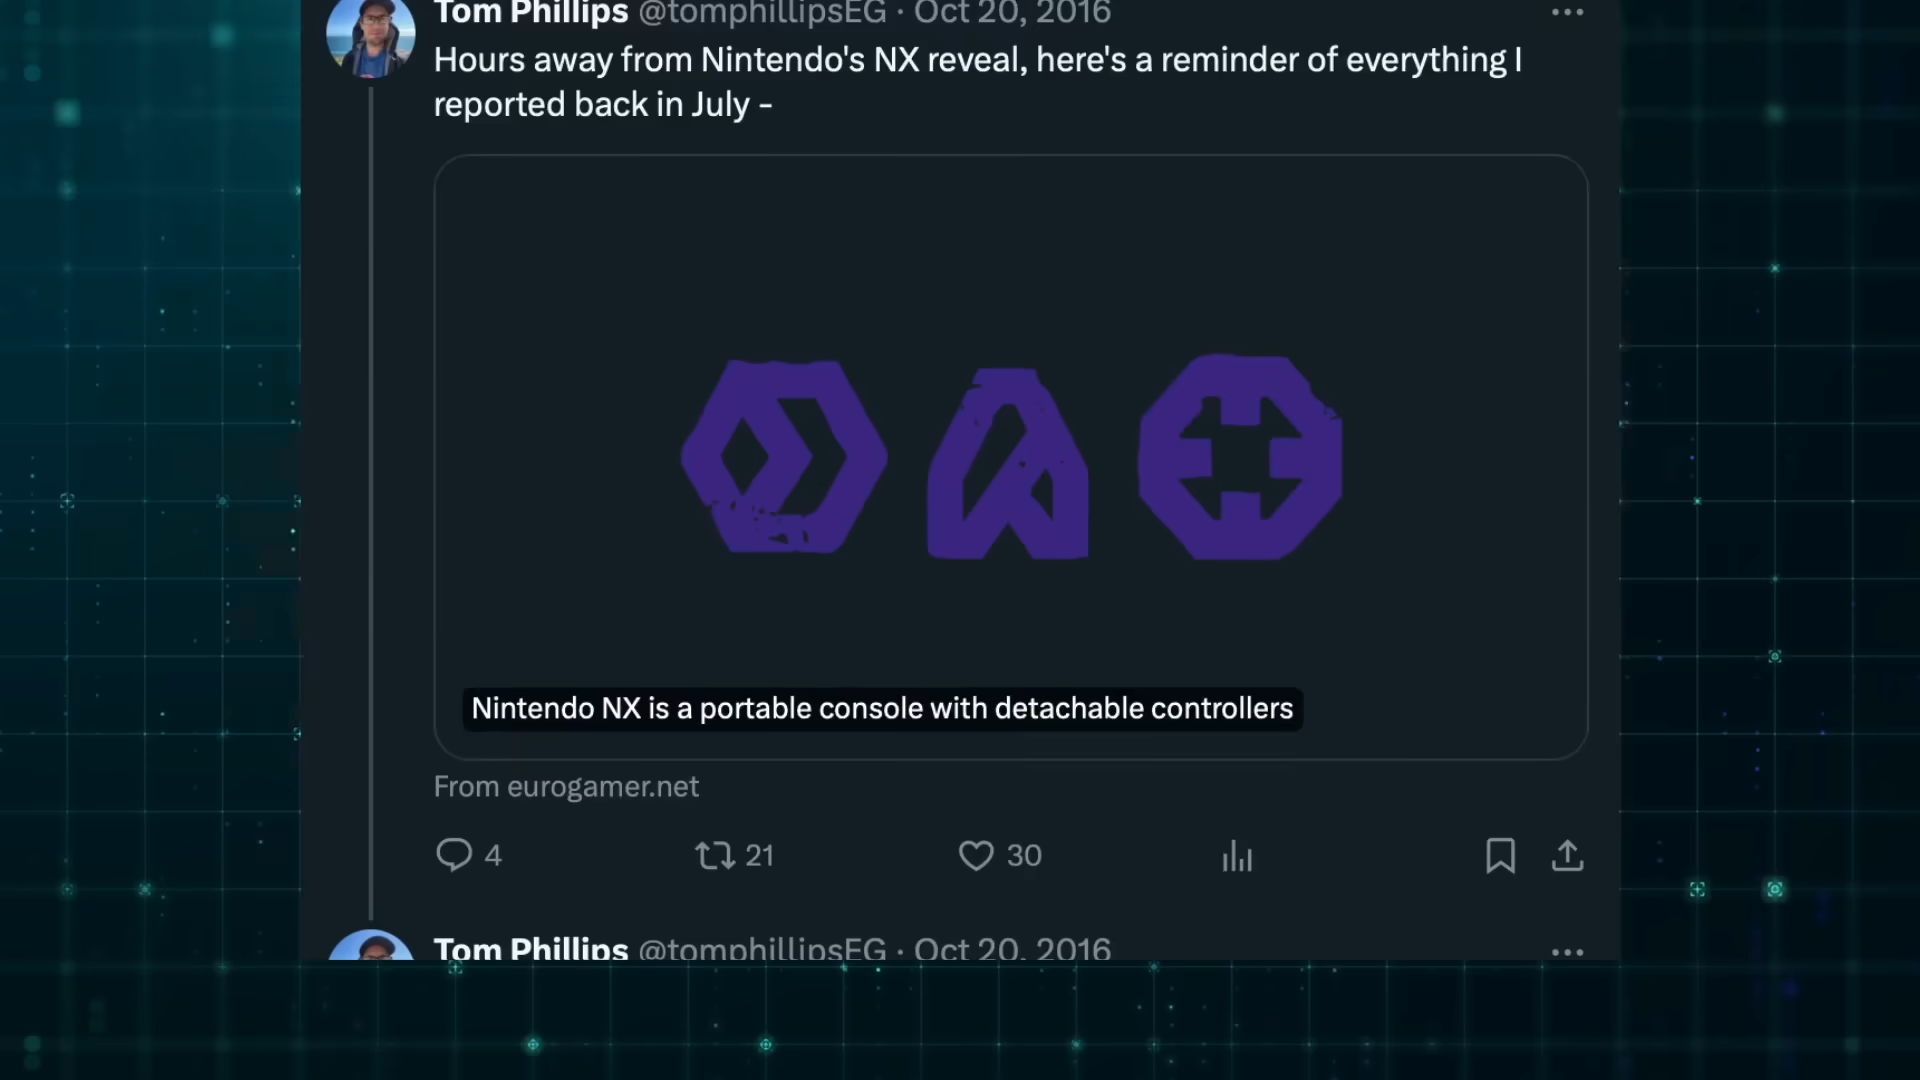 Tom Phillips @tomphillipsEG · Oct 20, 2016
Hours away from Nintendo's NX reveal, here's a reminder of everything I
reported back in July -
Nintendo NX is a portable console with detachable controllers
From eurogamer.net
4 21 30
Tom Phillips @tomphillipsEG · Oct 20, 2016